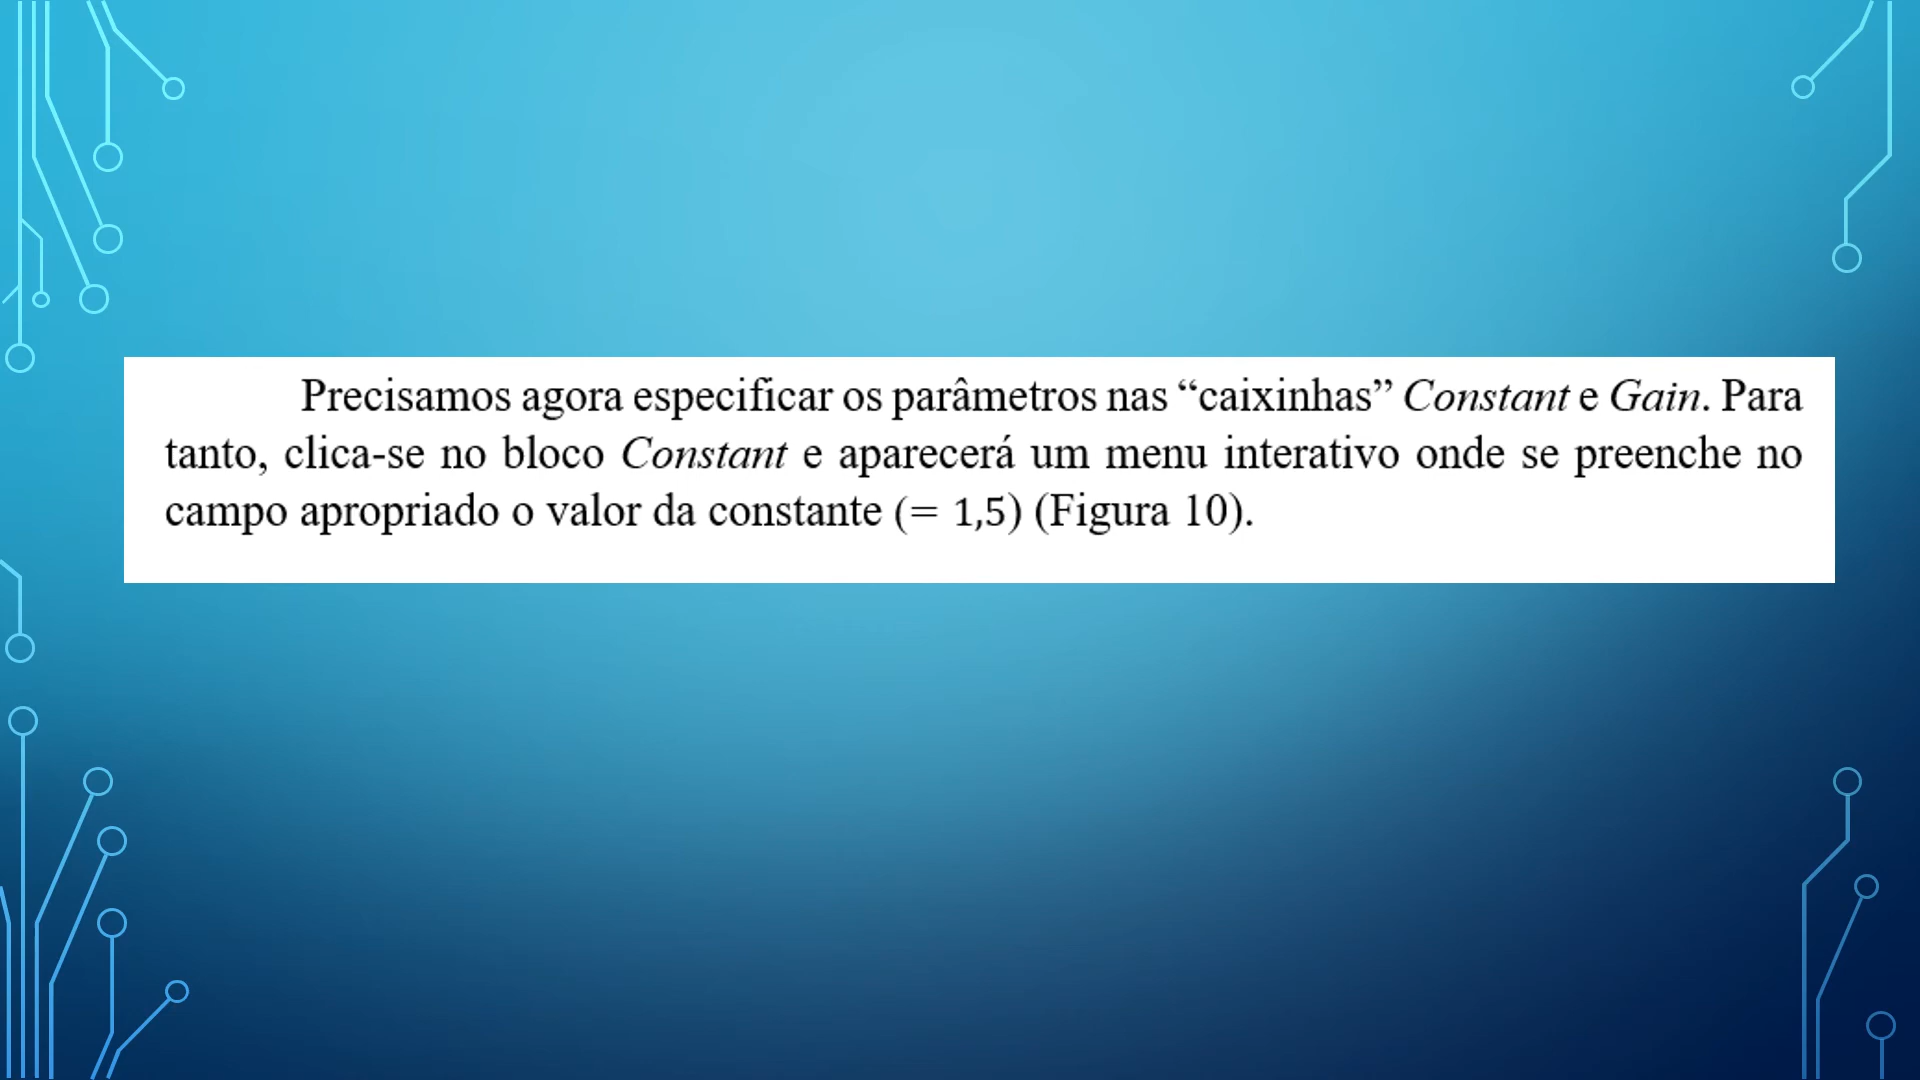 Precisamos agora especificar os parâmetros nas “caixinhas” Constant e Gain. Para
tanto, clica-se no bloco Constant e aparecerá um menu interativo onde se preenche no
campo apropriado o valor da constante (= 1,5) (Figura 10).